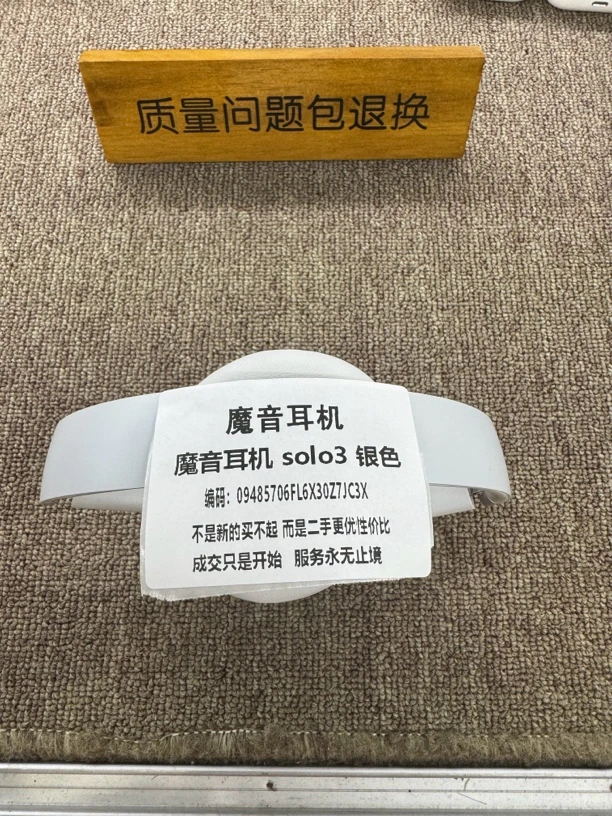 质量问题包退换
魔音耳机
魔音耳机 solo3 银色
编码：09485706FL6X30Z7JC3X
不是新的买不起 而是二手更优性价比
成交只是开始 服务永无止境